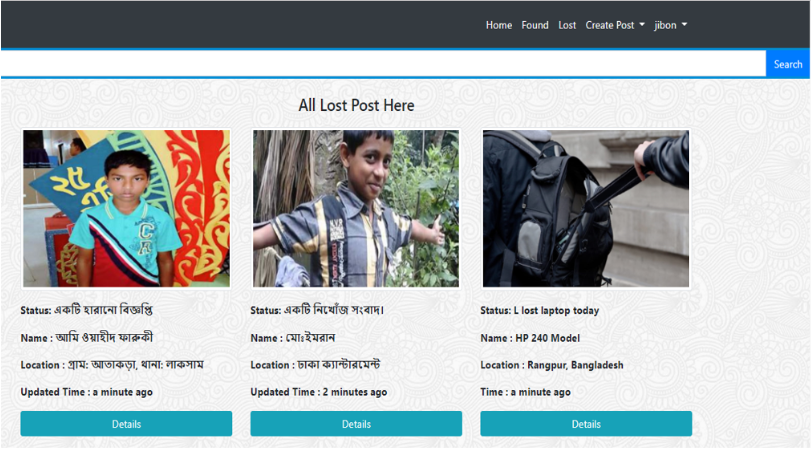 Home Found Lost Create Post jibon
Search
All Lost Post Here
২৫
C
A
Status: একটি হারানো বিজ্ঞপ্তি
Name : আমি ওয়াহীদ ফারুকী
Location : গ্রাম: আতাকড়া, থানা: লাকসাম
Updated Time : a minute ago
Details
Status: একটি নিখোঁজ সংবাদ।
Name : মোঃইমরান
Location : ঢাকা ক্যান্টনমেন্ট
Updated Time : 2 minutes ago
Details
Status: L lost laptop today
Name : HP 240 Model
Location : Rangpur, Bangladesh
Time : a minute ago
Details